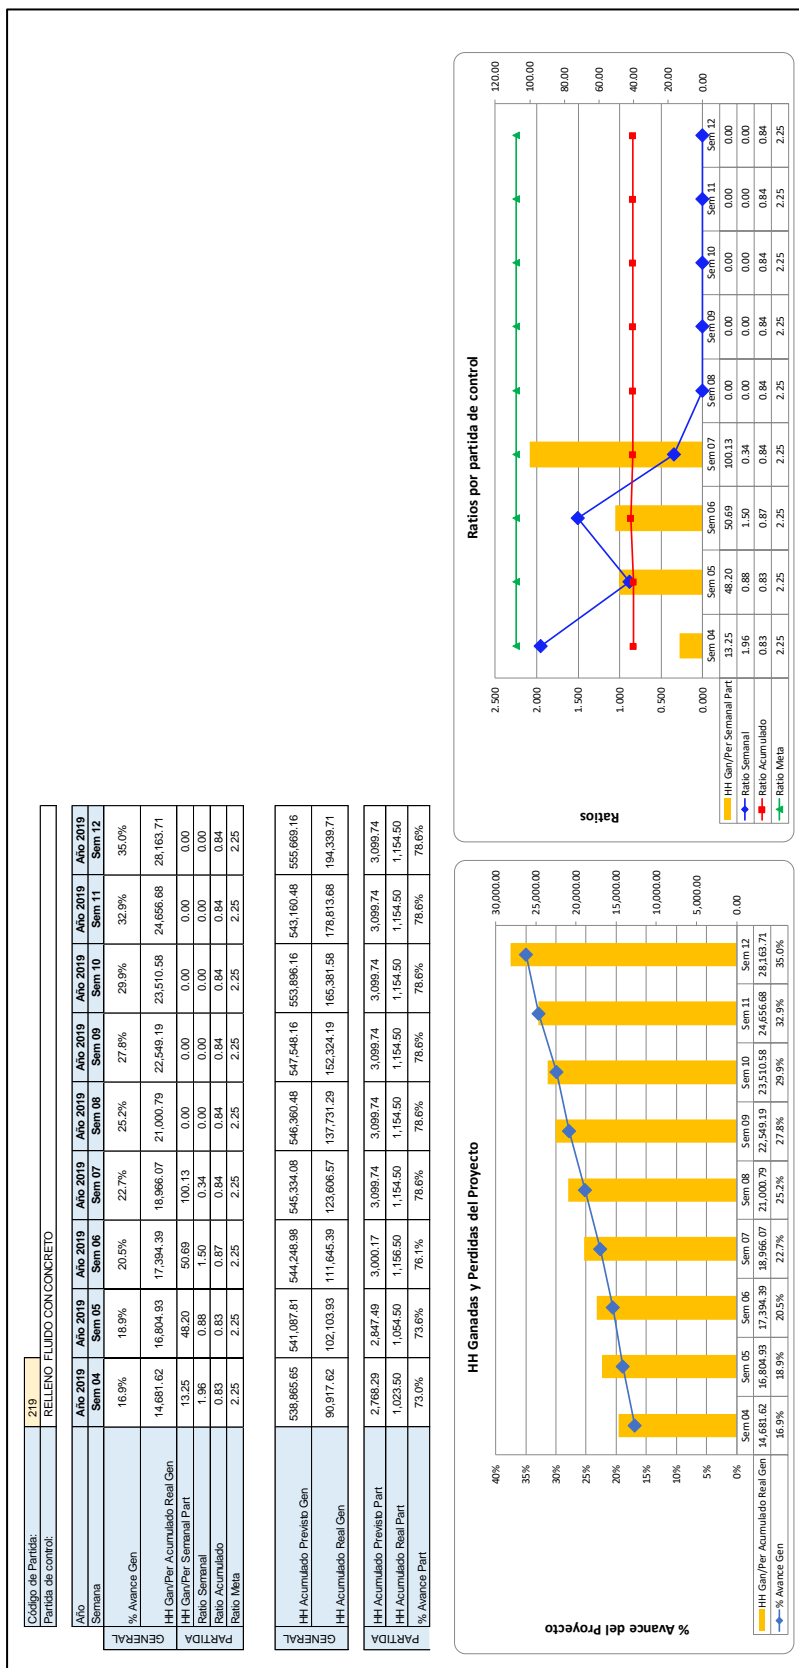 Código de Partida: 219
Partida de control: RELLENO FLUIDO CON CONCRETO
Año Año 2019 Año 2019 Año 2019 Año 2019 Año 2019 Año 2019 Año 2019 Año 2019 Año 2019
Semana Sem 04 Sem 05 Sem 06 Sem 07 Sem 08 Sem 09 Sem 10 Sem 11 Sem 12
GENERAL
% Avance Gen 16.9% 18.9% 20.5% 22.7% 25.2% 27.8% 29.9% 32.9% 35.0%
HH Gan/Per Acumulado Real Gen 14,681.62 16,804.93 17,394.39 18,966.07 21,000.79 22,549.19 23,510.58 24,656.68 28,163.71
PARTIDA
HH Gan/Per Semanal Part 13.25 48.20 50.69 100.13 0.00 0.00 0.00 0.00 0.00
Ratio Semanal 1.96 0.88 1.50 0.34 0.00 0.00 0.00 0.00 0.00
Ratio Acumulado 0.83 0.83 0.87 0.84 0.84 0.84 0.84 0.84 0.84
Ratio Meta 2.25 2.25 2.25 2.25 2.25 2.25 2.25 2.25 2.25
GENERAL
HH Acumulado Previsto Gen 538,865.65 541,087.81 544,248.98 545,334.08 546,360.48 547,548.16 553,896.16 543,160.48 555,669.16
HH Acumulado Real Gen 90,917.62 102,103.93 111,645.39 123,606.57 137,731.29 152,324.19 165,381.58 178,813.68 194,339.71
PARTIDA
HH Acumulado Previsto Part 2,768.29 2,847.49 3,000.17 3,099.74 3,099.74 3,099.74 3,099.74 3,099.74 3,099.74
HH Acumulado Real Part 1,023.50 1,054.50 1,156.50 1,154.50 1,154.50 1,154.50 1,154.50 1,154.50 1,154.50
% Avance Part 73.0% 73.6% 76.1% 78.6% 78.6% 78.6% 78.6% 78.6% 78.6%
HH Ganadas y Perdidas del Proyecto
% Avance del Proyecto
40%
35%
30%
25%
20%
15%
10%
5%
0%
30,000.00
25,000.00
20,000.00
15,000.00
10,000.00
5,000.00
0.00
Sem 04 Sem 05 Sem 06 Sem 07 Sem 08 Sem 09 Sem 10 Sem 11 Sem 12
HH Gan/Per Acumulado Real Gen 14,681.62 16,804.93 17,394.39 18,966.07 21,000.79 22,549.19 23,510.58 24,656.68 28,163.71
% Avance Gen 16.9% 18.9% 20.5% 22.7% 25.2% 27.8% 29.9% 32.9% 35.0%
Ratios por partida de control
Ratios
2.500
2.000
1.500
1.000
0.500
0.000
120.00
100.00
80.00
60.00
40.00
20.00
0.00
Sem 04 Sem 05 Sem 06 Sem 07 Sem 08 Sem 09 Sem 10 Sem 11 Sem 12
HH Gan/Per Semanal Part 13.25 48.20 50.69 100.13 0.00 0.00 0.00 0.00 0.00
Ratio Semanal 1.96 0.88 1.50 0.34 0.00 0.00 0.00 0.00 0.00
Ratio Acumulado 0.83 0.83 0.87 0.84 0.84 0.84 0.84 0.84 0.84
Ratio Meta 2.25 2.25 2.25 2.25 2.25 2.25 2.25 2.25 2.25